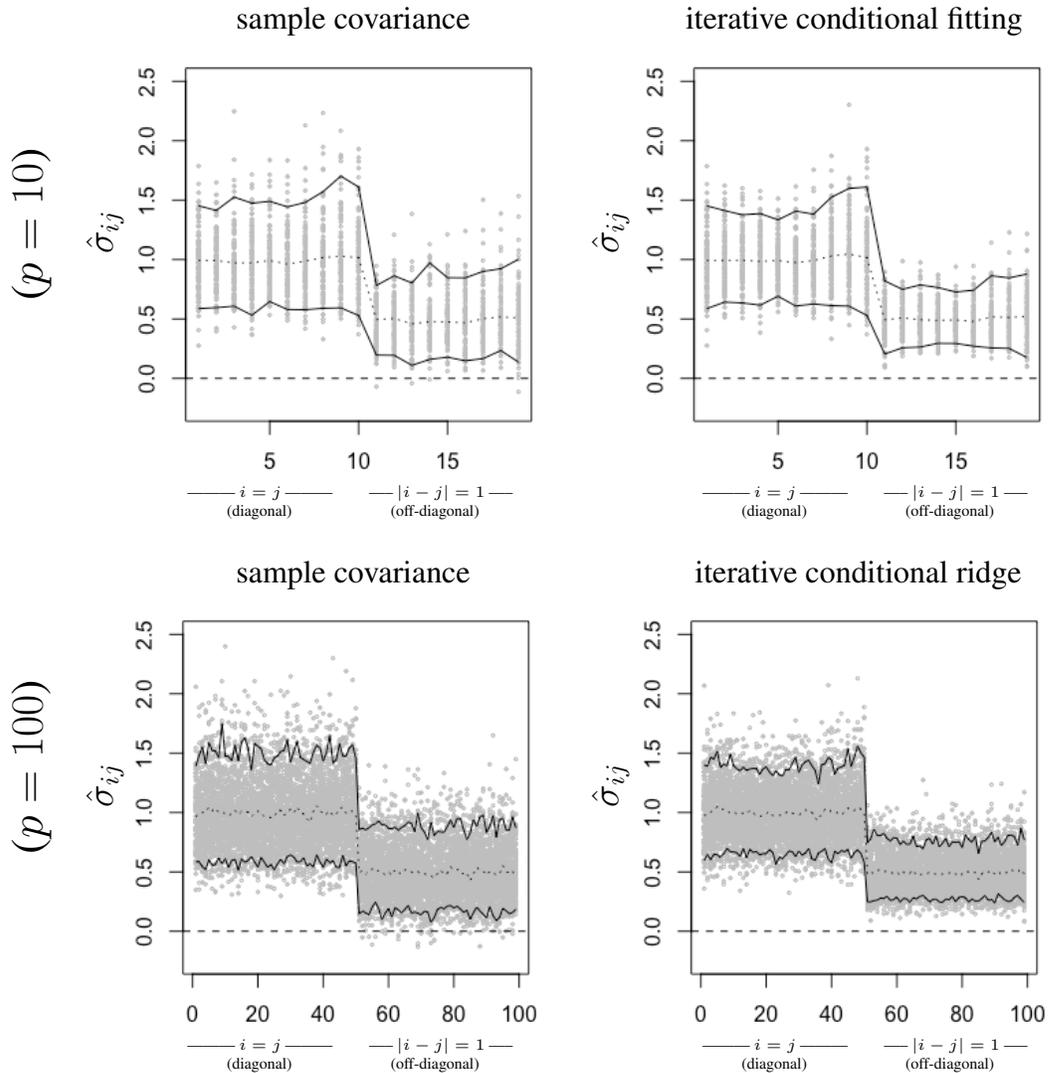 sample covariance
iterative conditional fitting
(p = 10)
σ̂ij
2.5
2.0
1.5
1.0
0.5
0.0
5 10 15
i = j
(diagonal)
|i − j| = 1
(off-diagonal)
σ̂ij
2.5
2.0
1.5
1.0
0.5
0.0
5 10 15
i = j
(diagonal)
|i − j| = 1
(off-diagonal)
sample covariance
iterative conditional ridge
(p = 100)
σ̂ij
2.5
2.0
1.5
1.0
0.5
0.0
0 20 40 60 80 100
i = j
(diagonal)
|i − j| = 1
(off-diagonal)
σ̂ij
2.5
2.0
1.5
1.0
0.5
0.0
0 20 40 60 80 100
i = j
(diagonal)
|i − j| = 1
(off-diagonal)